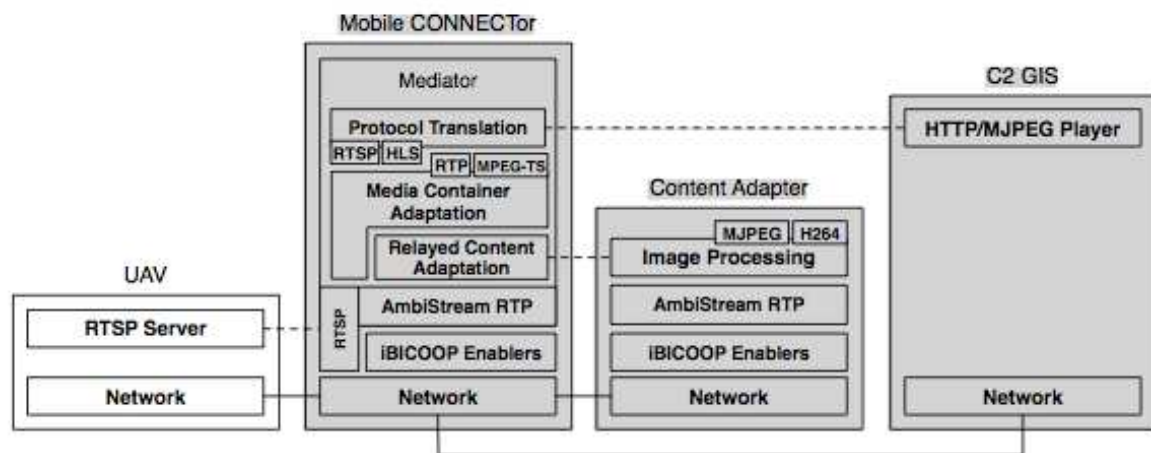 Mobile CONNECTor
Mediator
Protocol Translation
RTSP HLS
RTP MPEG-TS
Media Container
Adaptation
Relayed Content
Adaptation
RTSP
AmbiStream RTP
iBICOOP Enablers
Network
UAV
RTSP Server
Network
Content Adapter
MJPEG H264
Image Processing
AmbiStream RTP
iBICOOP Enablers
Network
C2 GIS
HTTP/MJPEG Player
Network